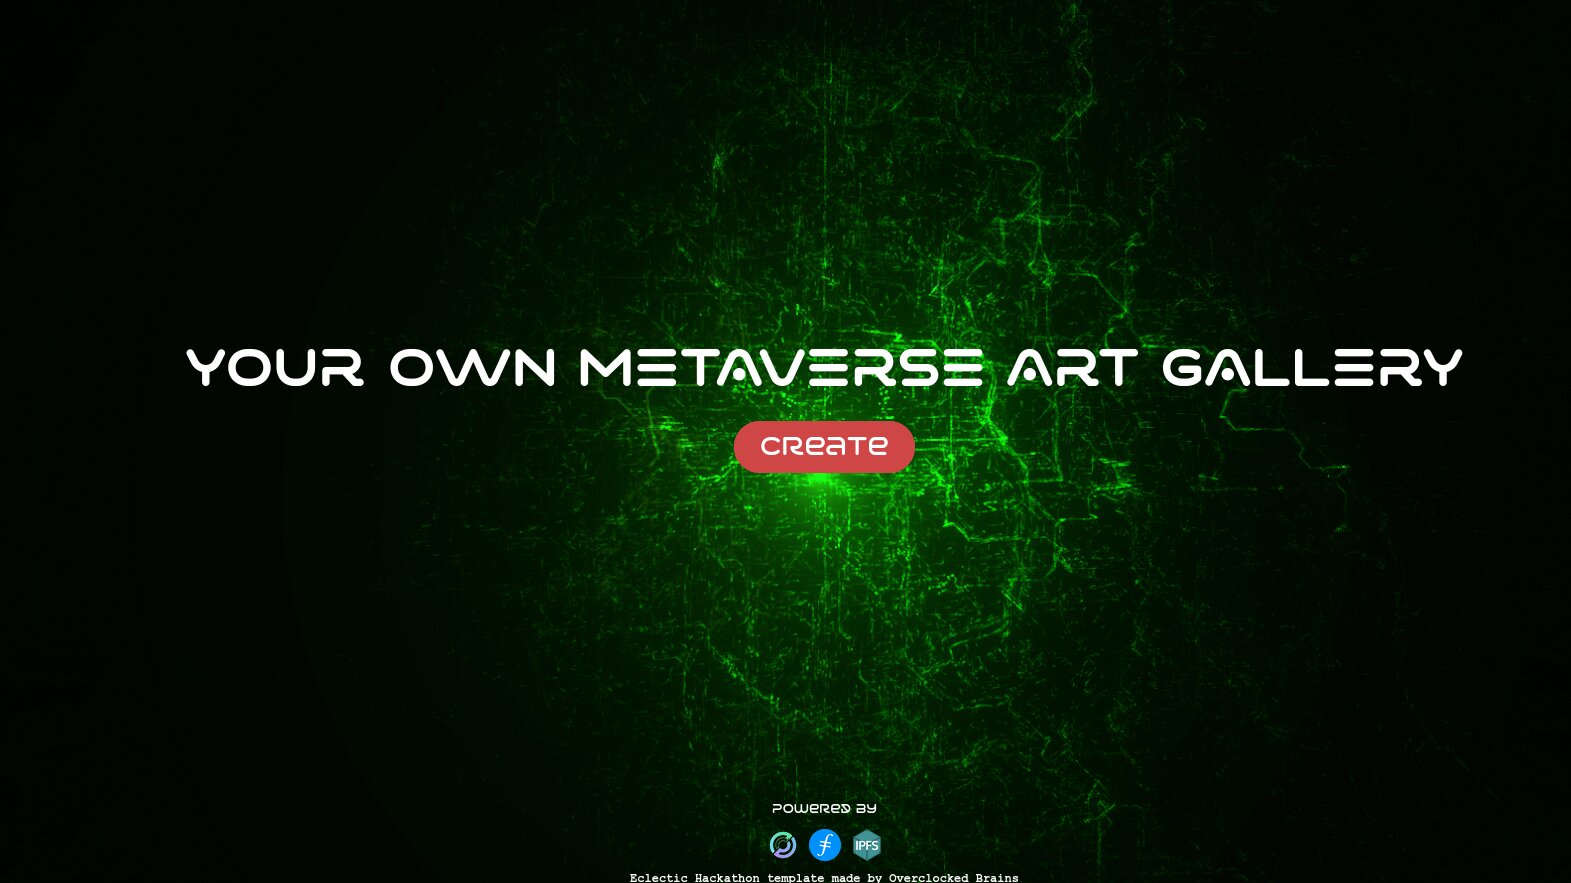 YOUR OWN METAVERSE ART GALLERY
Create
Powered by
IPFS
Eclectic Hackathon template made by Overclocked Brains